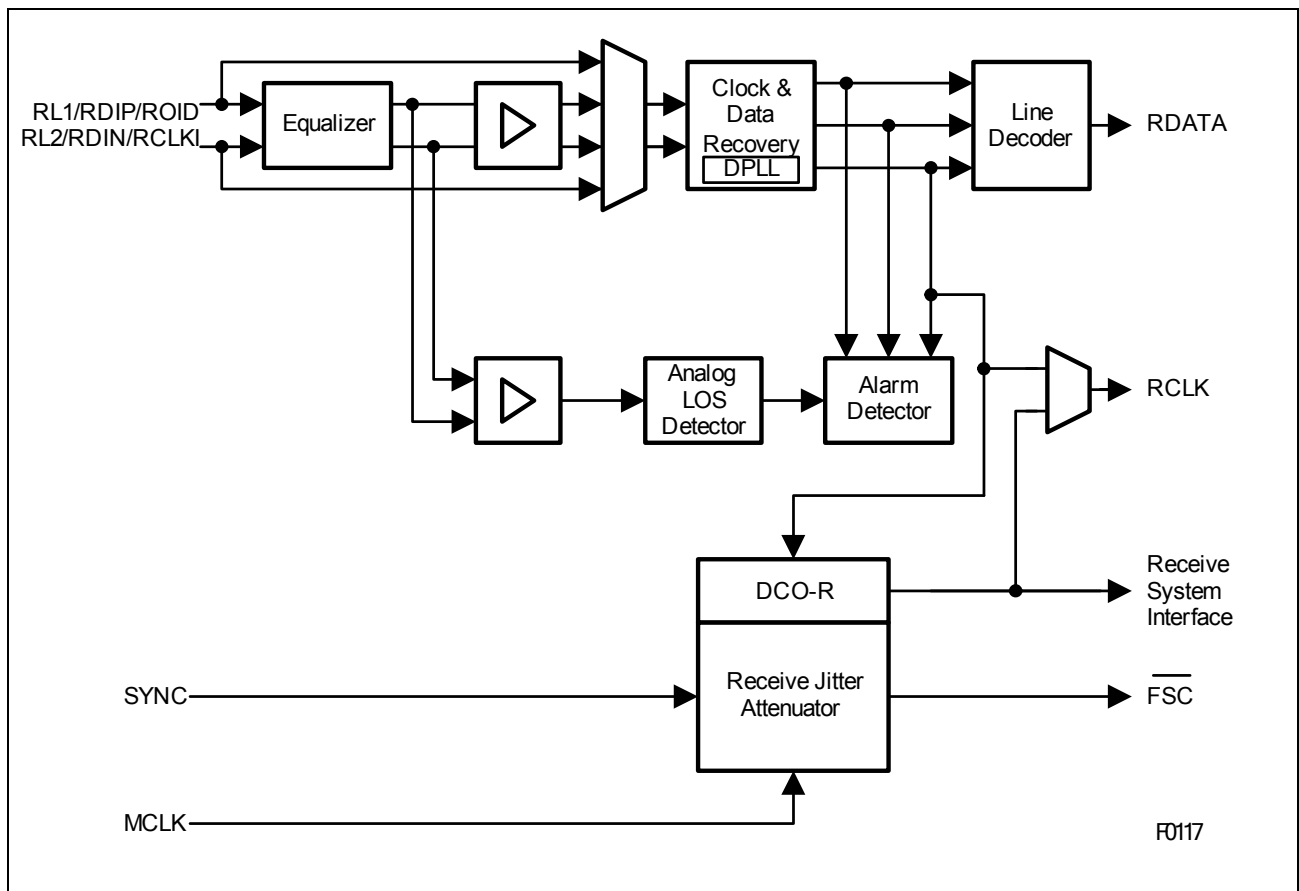 RL1/RDIP/ROID
RL2/RDIN/RCLKI
Equalizer
Clock &
Data
Recovery
DPLL
Line
Decoder
RDATA
Analog
LOS
Detector
Alarm
Detector
RCLK
DCO-R
Receive
System
Interface
SYNC
Receive Jitter
Attenuator
FSC
MCLK
F0117